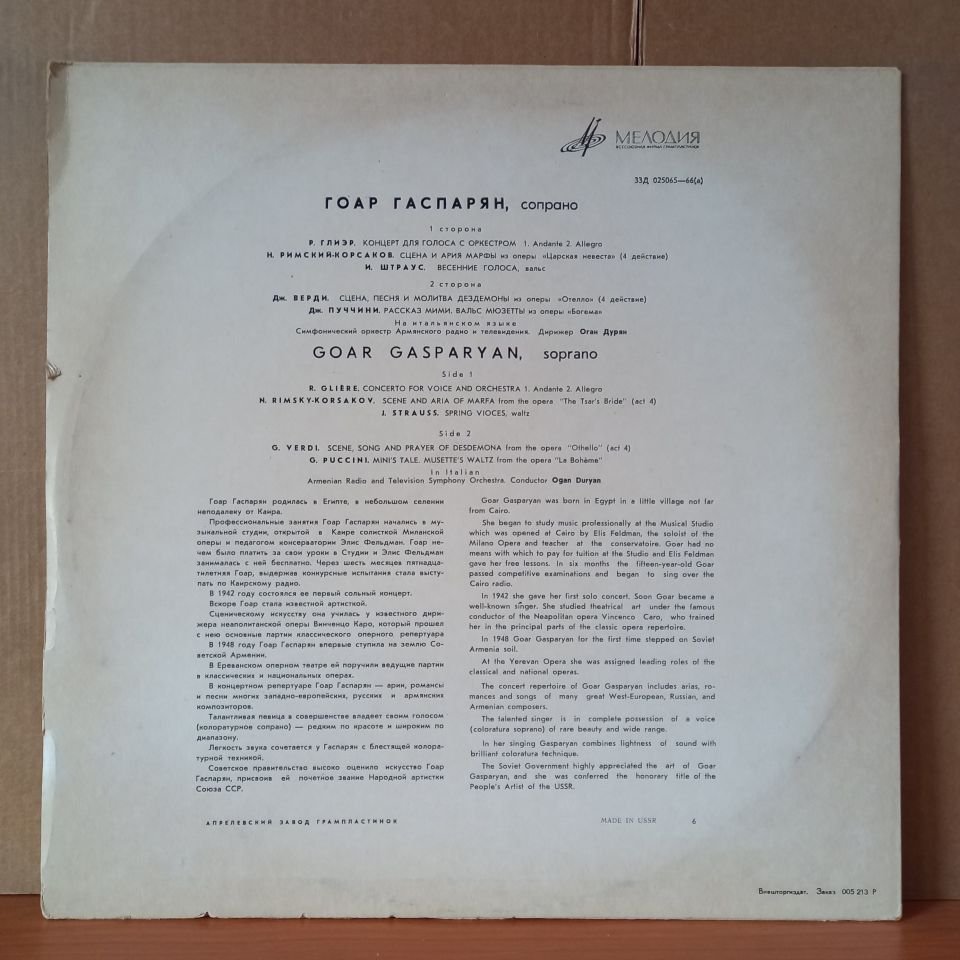 МЕЛОДИЯ
ВСЕСОЮЗНАЯ ФИРМА ГРАМПЛАСТИНОК
33Д 025065—66(а)
ГОАР ГАСПАРЯН, сопрано
1 сторона
Р. ГЛИЭР. КОНЦЕРТ ДЛЯ ГОЛОСА С ОРКЕСТРОМ 1. Andante 2. Allegro
Н. РИМСКИЙ-КОРСАКОВ. СЦЕНА И АРИЯ МАРФЫ из оперы «Царская невеста» (4 действие)
И. ШТРАУС. ВЕСЕННИЕ ГОЛОСА, вальс
2 сторона
Дж. ВЕРДИ. СЦЕНА, ПЕСНЯ И МОЛИТВА ДЕЗДЕМОНЫ из оперы «Отелло» (4 действие)
Дж. ПУЧЧИНИ. РАССКАЗ МИМИ. ВАЛЬС МЮЗЕТТЫ из оперы «Богема»
На итальянском языке
Симфонический оркестр Армянского радио и телевидения. Дирижер Оган Дурян
GOAR GASPARYAN, soprano
Side 1
R. GLIÈRE. CONCERTO FOR VOICE AND ORCHESTRA 1. Andante 2. Allegro
N. RIMSKY-KORSAKOV. SCENE AND ARIA OF MARFA from the opera "The Tsar's Bride" (act 4)
J. STRAUSS. SPRING VIOCES, waltz
Side 2
G. VERDI. SCENE, SONG AND PRAYER OF DESDEMONA from the opera "Othello" (act 4)
G. PUCCINI. MINI'S TALE. MUSETTE'S WALTZ from the opera "La Bohème"
In Italian
Armenian Radio and Television Symphony Orchestra. Conductor Ogan Duryan
Гоар Гаспарян родилась в Египте, в небольшом селении
неподалеку от Каира.
Профессиональные занятия Гоар Гаспарян начались в му-
зыкальной студии, открытой в Каире солисткой Миланской
оперы и педагогом консерватории Элис Фельдман. Гоар не-
чем было платить за свои уроки в Студии и Элис Фельдман
занималась с ней бесплатно. Через шесть месяцев пятнадца-
тилетняя Гоар, выдержав конкурсные испытания стала высту-
пать по Каирскому радио.
В 1942 году состоялся ее первый сольный концерт.
Вскоре Гоар стала известной артисткой.
Сценическому искусству она училась у известного дири-
жера неаполитанской оперы Винченцо Каро, который прошел
с нею основные партии классического оперного репертуара
В 1948 году Гоар Гаспарян впервые ступила на землю Со-
ветской Армении.
В Ереванском оперном театре ей поручили ведущие партии
в классических и национальных операх.
В концертном репертуаре Гоар Гаспарян — арии, романсы
и песни многих западно-европейских, русских и армянских
композиторов.
Талантливая певица в совершенстве владеет своим голосом
(колоратурное сопрано) — редким по красоте и широким по
диапазону.
Легкость звука сочетается у Гаспарян с блестящей колора-
турной техникой.
Советское правительство высоко оценило искусство Гоар
Гаспарян, присвоив ей почетное звание Народной артистки
Союза ССР.
Goar Gasparyan was born in Egypt in a little village not far
from Cairo.
She began to study music professionally at the Musical Studio
which was opened at Cairo by Elis Feldman, the soloist of the
Milano Opera and teacher at the conservatoire. Goar had no
means with which to pay for tuition at the Studio and Elis Feldman
gave her free lessons. In six months the fifteen-year-old Goar
passed competitive examinations and began to sing over the
Cairo radio.
In 1942 she gave her first solo concert. Soon Goar became a
well-known singer. She studied theatrical art under the famous
conductor of the Neapolitan opera Vincenco Caro, who trained
her in the principal parts of the classic opera repertoire.
In 1948 Goar Gasparyan for the first time stepped on Soviet
Armenia soil.
At the Yerevan Opera she was assigned leading roles of the
classical and national operas.
The concert repertoire of Goar Gasparyan includes arias, ro-
mances and songs of many great West-European, Russian, and
Armenian composers.
The talented singer is in complete possession of a voice
(coloratura soprano) of rare beauty and wide range.
In her singing Gasparyan combines lightness of sound with
brilliant coloratura technique.
The Soviet Government highly appreciated the art of Goar
Gasparyan, and she was conferred the honorary title of the
People's Artist of the USSR.
АПРЕЛЕВСКИЙ ЗАВОД ГРАМПЛАСТИНОК
MADE IN USSR 6
Внешторгиздат. Заказ 005 213 Р